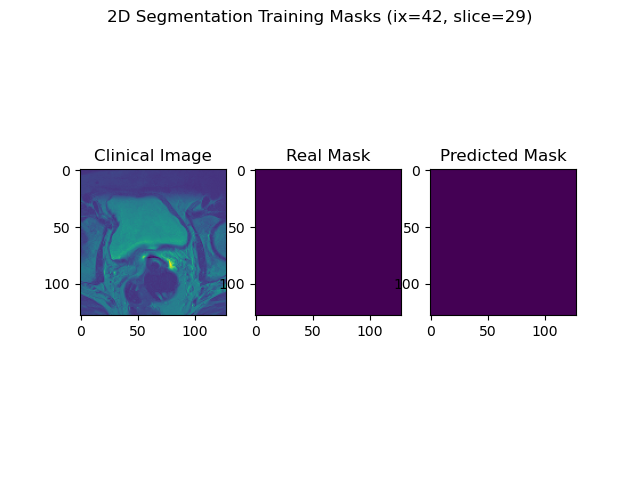 2D Segmentation Training Masks (ix=42, slice=29)
Clinical Image Real Mask Predicted Mask
0 0 0
50 50 50
100 100 100
0 50 100 0 50 100 0 50 100